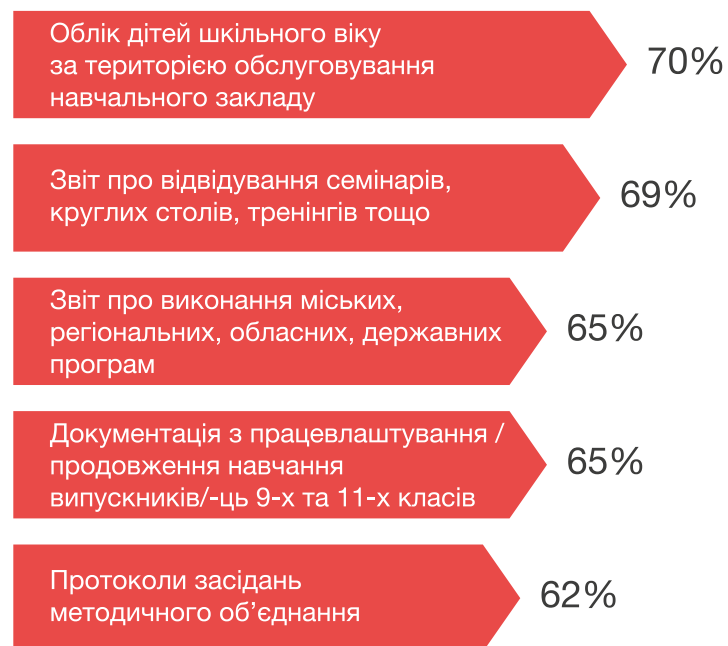 Облік дітей шкільного віку
за територією обслуговування
навчального закладу
70%
Звіт про відвідування семінарів,
круглих столів, тренінгів тощо
69%
Звіт про виконання міських,
регіональних, обласних, державних
програм
65%
Документація з працевлаштування /
продовження навчання
випускників/-ць 9-х та 11-х класів
65%
Протоколи засідань
методичного об’єднання
62%